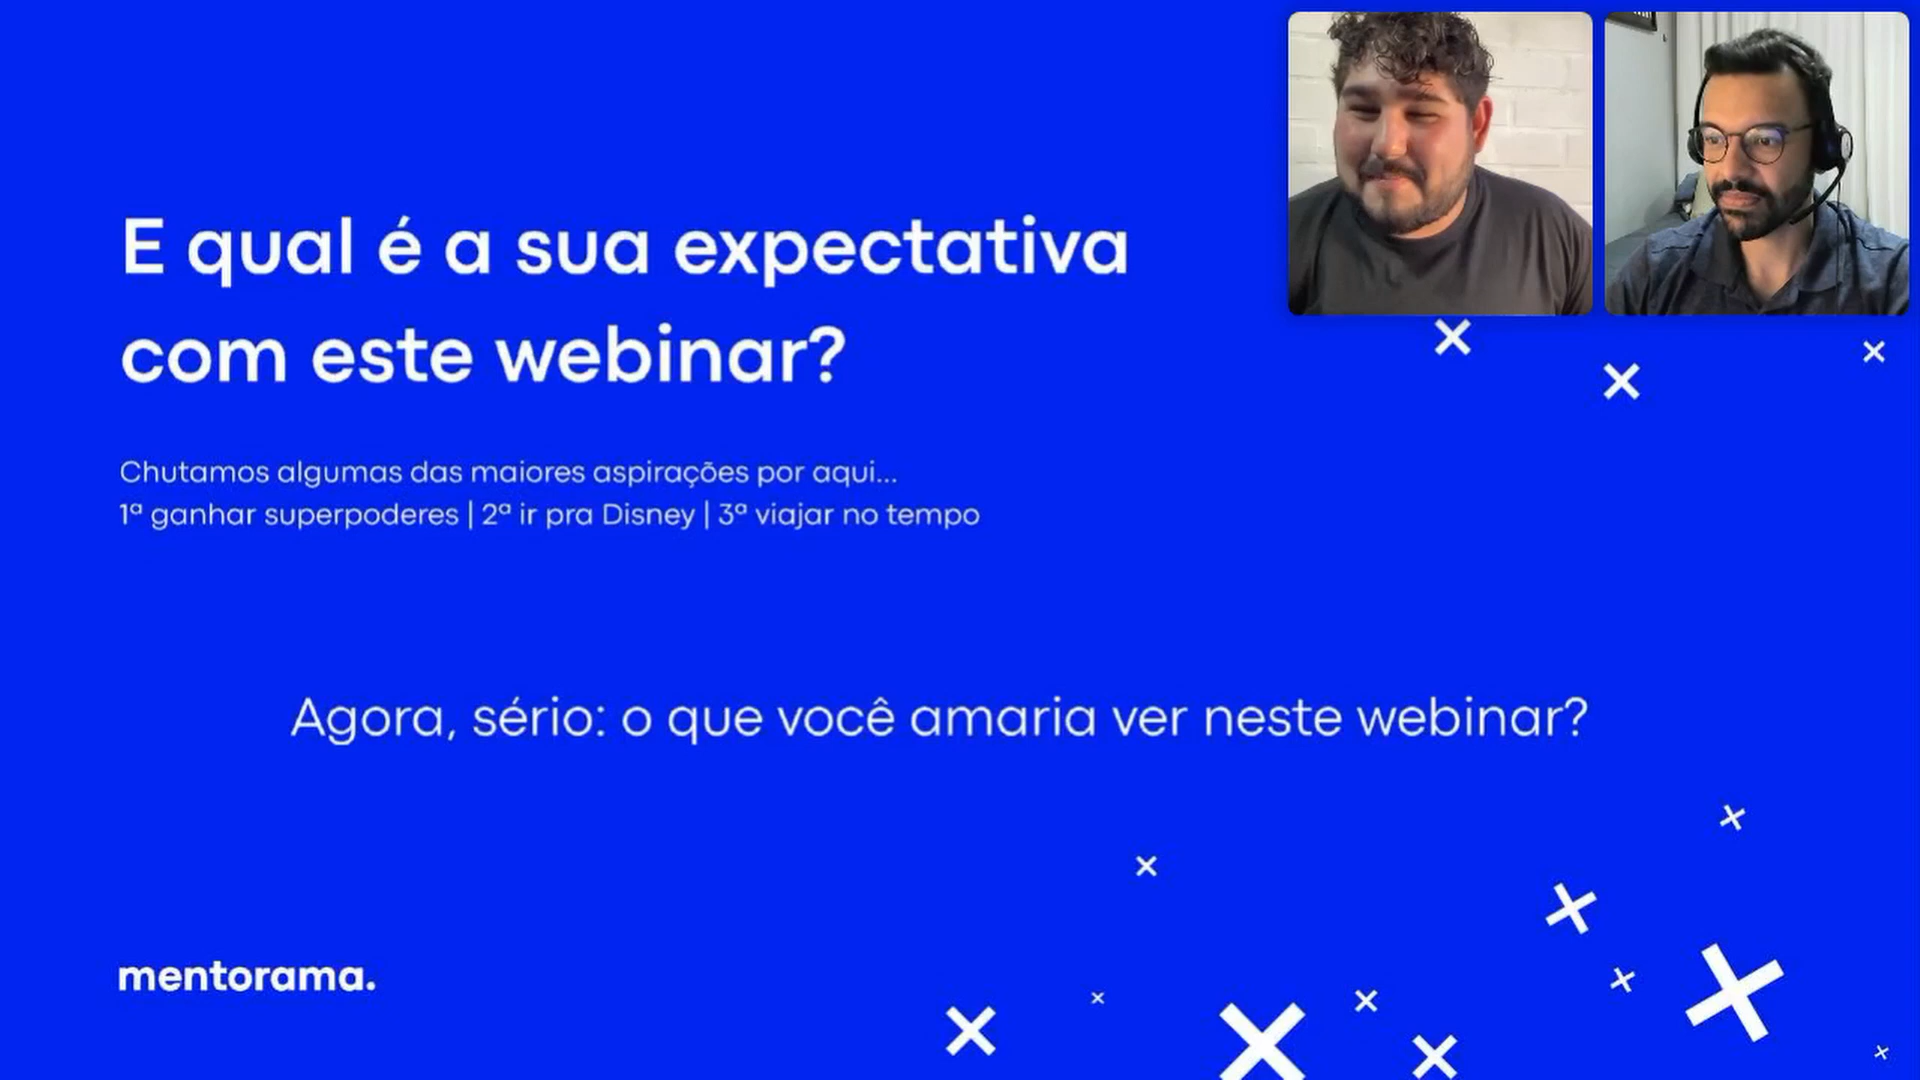 E qual é a sua expectativa
com este webinar?
Chutamos algumas das maiores aspirações por aqui...
1ª ganhar superpoderes | 2ª ir pra Disney | 3ª viajar no tempo
Agora, sério: o que você amaria ver neste webinar?
mentorama.